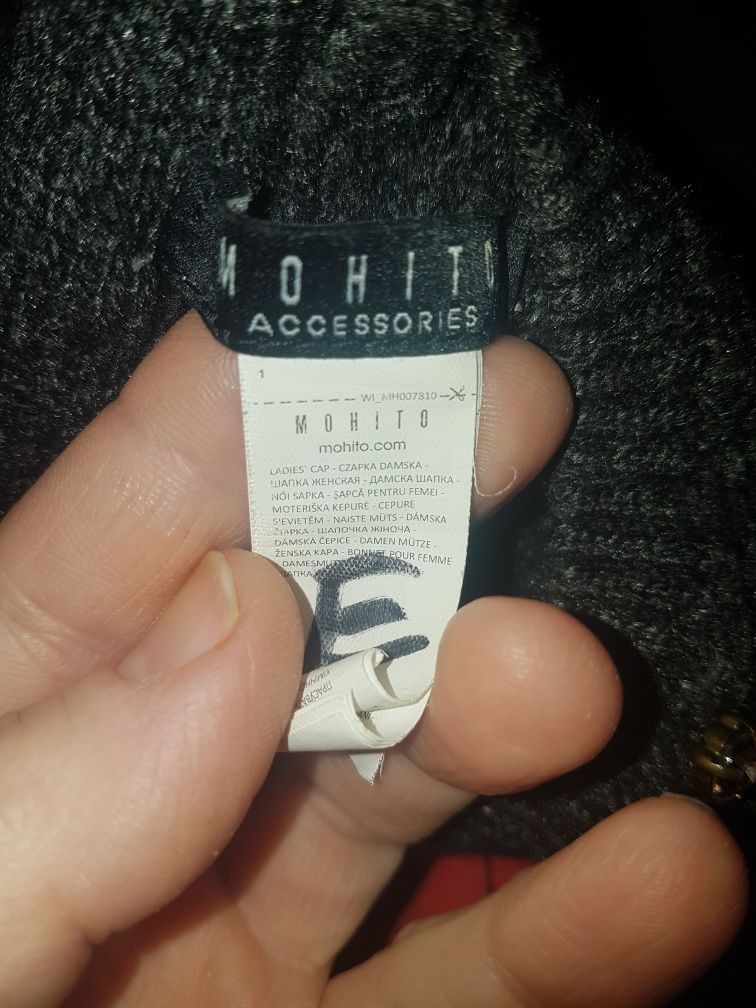 MOHITO
ACCESSORIES
1
WI_MH007810
MOHITO
mohito.com
LADIES' CAP - CZAPKA DAMSKA -
ШАПКА ЖЕНСКАЯ - ДАМСКА ШАПКА -
NŐI SAPKA - ŞAPCĂ PENTRU FEMEI -
MOTERIŠKA KEPURĖ - CEPURE
SIEVIETĒM - NAISTE MÜTS - DÁMSKA
ČIAPKA - ШАПОЧКА ЖІНОЧА -
DÁMSKÁ ČEPICE - DAMEN MÜTZE -
ŽENSKA KAPA - BONNET POUR FEMME
- DAMESMUT
E